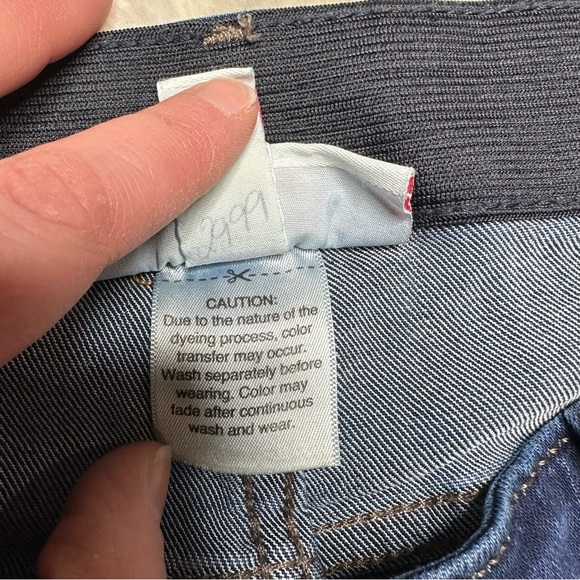 2999
CAUTION:
Due to the nature of the
dyeing process, color
transfer may occur.
Wash separately before
wearing. Color may
fade after continuous
wash and wear.